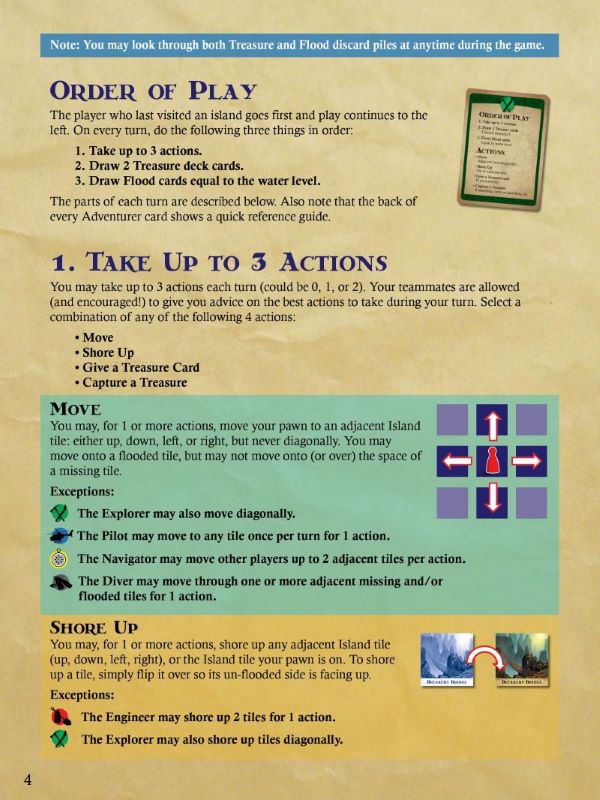 Note: You may look through both Treasure and Flood discard piles at anytime during the game.
Order of Play
The player who last visited an island goes first and play continues to the
left. On every turn, do the following three things in order:
1. Take up to 3 actions.
2. Draw 2 Treasure deck cards.
3. Draw Flood cards equal to the water level.
The parts of each turn are described below. Also note that the back of
every Adventurer card shows a quick reference guide.
Order of Play
Actions
1. Take Up to 3 Actions
You may take up to 3 actions each turn (could be 0, 1, or 2). Your teammates are allowed
(and encouraged!) to give you advice on the best actions to take during your turn. Select a
combination of any of the following 4 actions:
• Move
• Shore Up
• Give a Treasure Card
• Capture a Treasure
Move
You may, for 1 or more actions, move your pawn to an adjacent Island
tile: either up, down, left, or right, but never diagonally. You may
move onto a flooded tile, but may not move onto (or over) the space of
a missing tile.
Exceptions:
The Explorer may also move diagonally.
The Pilot may move to any tile once per turn for 1 action.
The Navigator may move other players up to 2 adjacent tiles per action.
The Diver may move through one or more adjacent missing and/or
flooded tiles for 1 action.
Shore Up
You may, for 1 or more actions, shore up any adjacent Island tile
(up, down, left, right), or the Island tile your pawn is on. To shore
up a tile, simply flip it over so its un-flooded side is facing up.
Breakers Bridge
Breakers Bridge
Exceptions:
The Engineer may shore up 2 tiles for 1 action.
The Explorer may also shore up tiles diagonally.
4